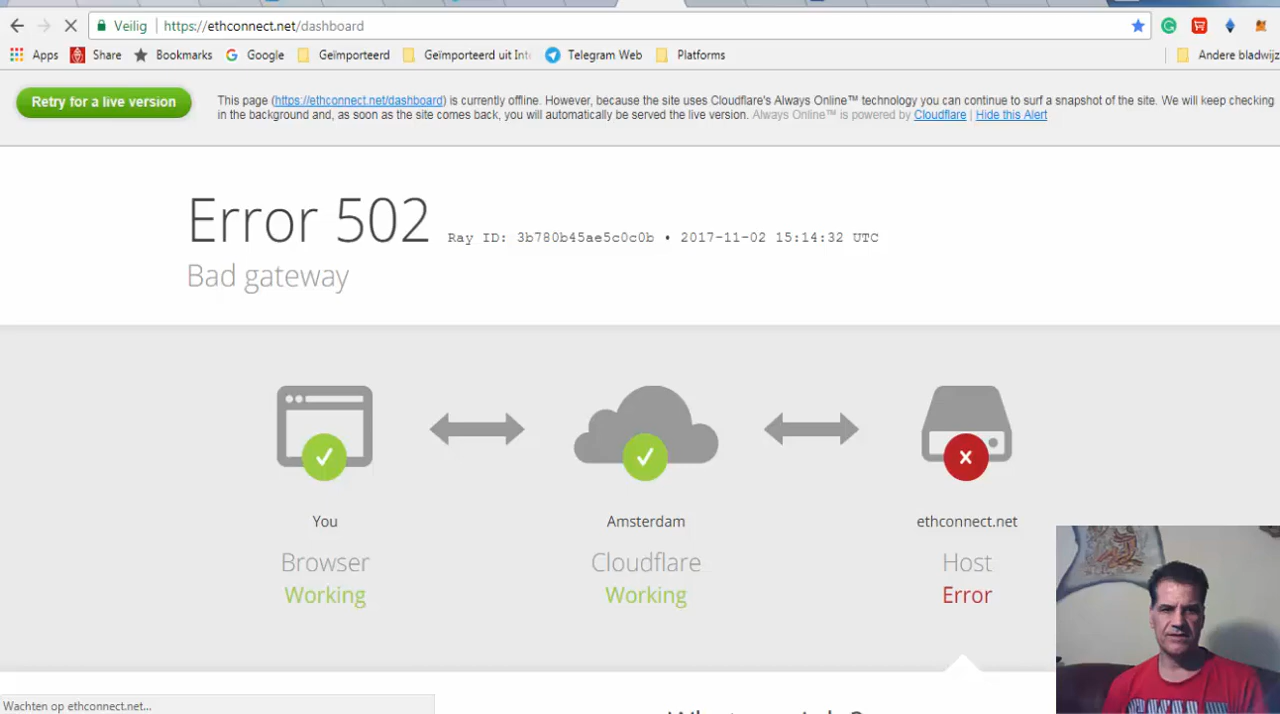 Veilig | https://ethconnect.net/dashboard
Apps Share Bookmarks Google Geïmporteerd Geïmporteerd uit Int Telegram Web Platforms Andere bladwijz
Retry for a live version
This page (https://ethconnect.net/dashboard) is currently offline. However, because the site uses Cloudflare's Always Online™ technology you can continue to surf a snapshot of the site. We will keep checking
in the background and, as soon as the site comes back, you will automatically be served the live version. Always Online™ is powered by Cloudflare | Hide this Alert
Error 502 Ray ID: 3b780b45ae5c0c0b • 2017-11-02 15:14:32 UTC
Bad gateway
You Amsterdam ethconnect.net
Browser Cloudflare Host
Working Working Error
Wachten op ethconnect.net...